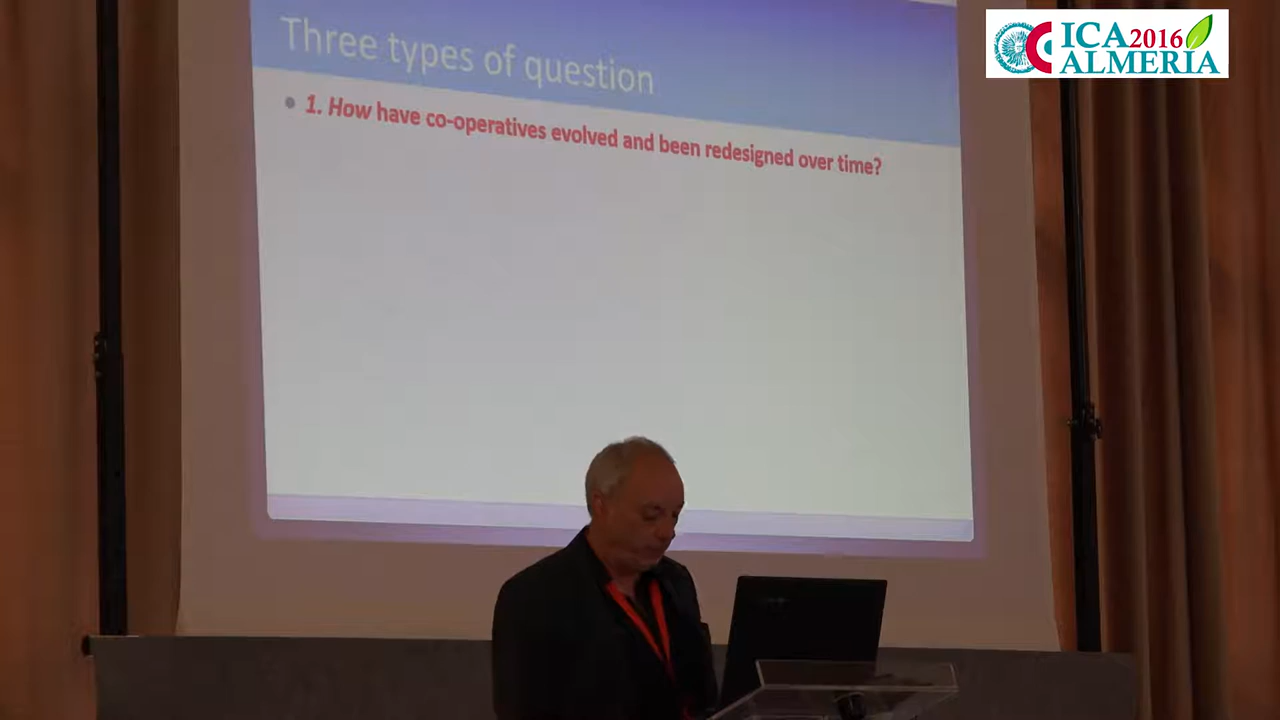 ICA2016
ALMERIA
Three types of question
1. How have co-operatives evolved and been redesigned over time?